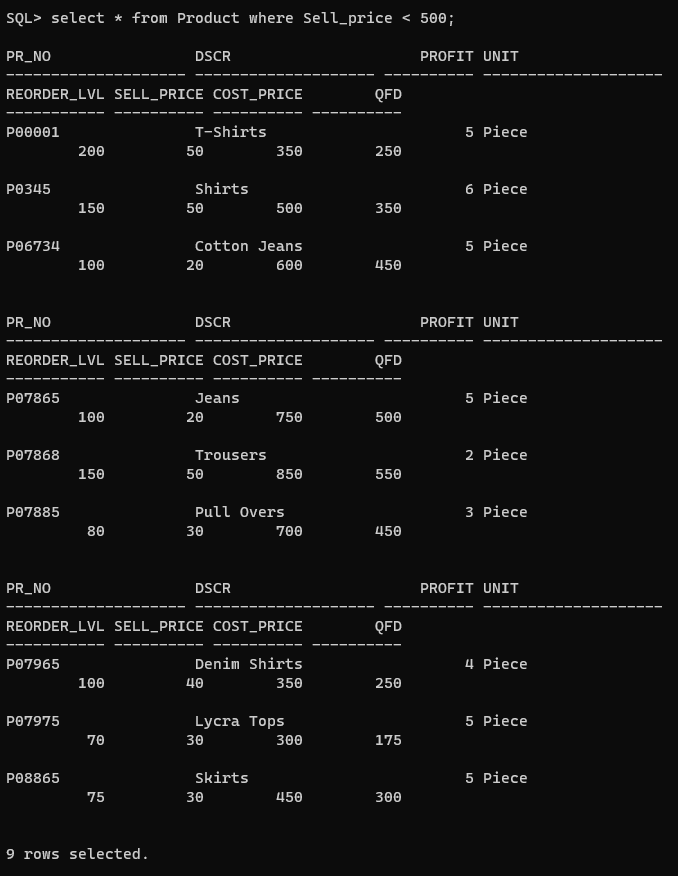 SQL> select * from Product where Sell_price < 500;
PR_NO                DSCR                     PROFIT UNIT
-------------------- -------------------- ---------- --------------------
REORDER_LVL SELL_PRICE COST_PRICE        QFD
----------- ---------- ---------- ----------
P00001               T-Shirts                      5 Piece
        200         50        350        250
P0345                Shirts                        6 Piece
        150         50        500        350
P06734               Cotton Jeans                  5 Piece
        100         20        600        450
PR_NO                DSCR                     PROFIT UNIT
-------------------- -------------------- ---------- --------------------
REORDER_LVL SELL_PRICE COST_PRICE        QFD
----------- ---------- ---------- ----------
P07865               Jeans                         5 Piece
        100         20        750        500
P07868               Trousers                      2 Piece
        150         50        850        550
P07885               Pull Overs                    3 Piece
         80         30        700        450
PR_NO                DSCR                     PROFIT UNIT
-------------------- -------------------- ---------- --------------------
REORDER_LVL SELL_PRICE COST_PRICE        QFD
----------- ---------- ---------- ----------
P07965               Denim Shirts                  4 Piece
        100         40        350        250
P07975               Lycra Tops                    5 Piece
         70         30        300        175
P08865               Skirts                        5 Piece
         75         30        450        300
9 rows selected.